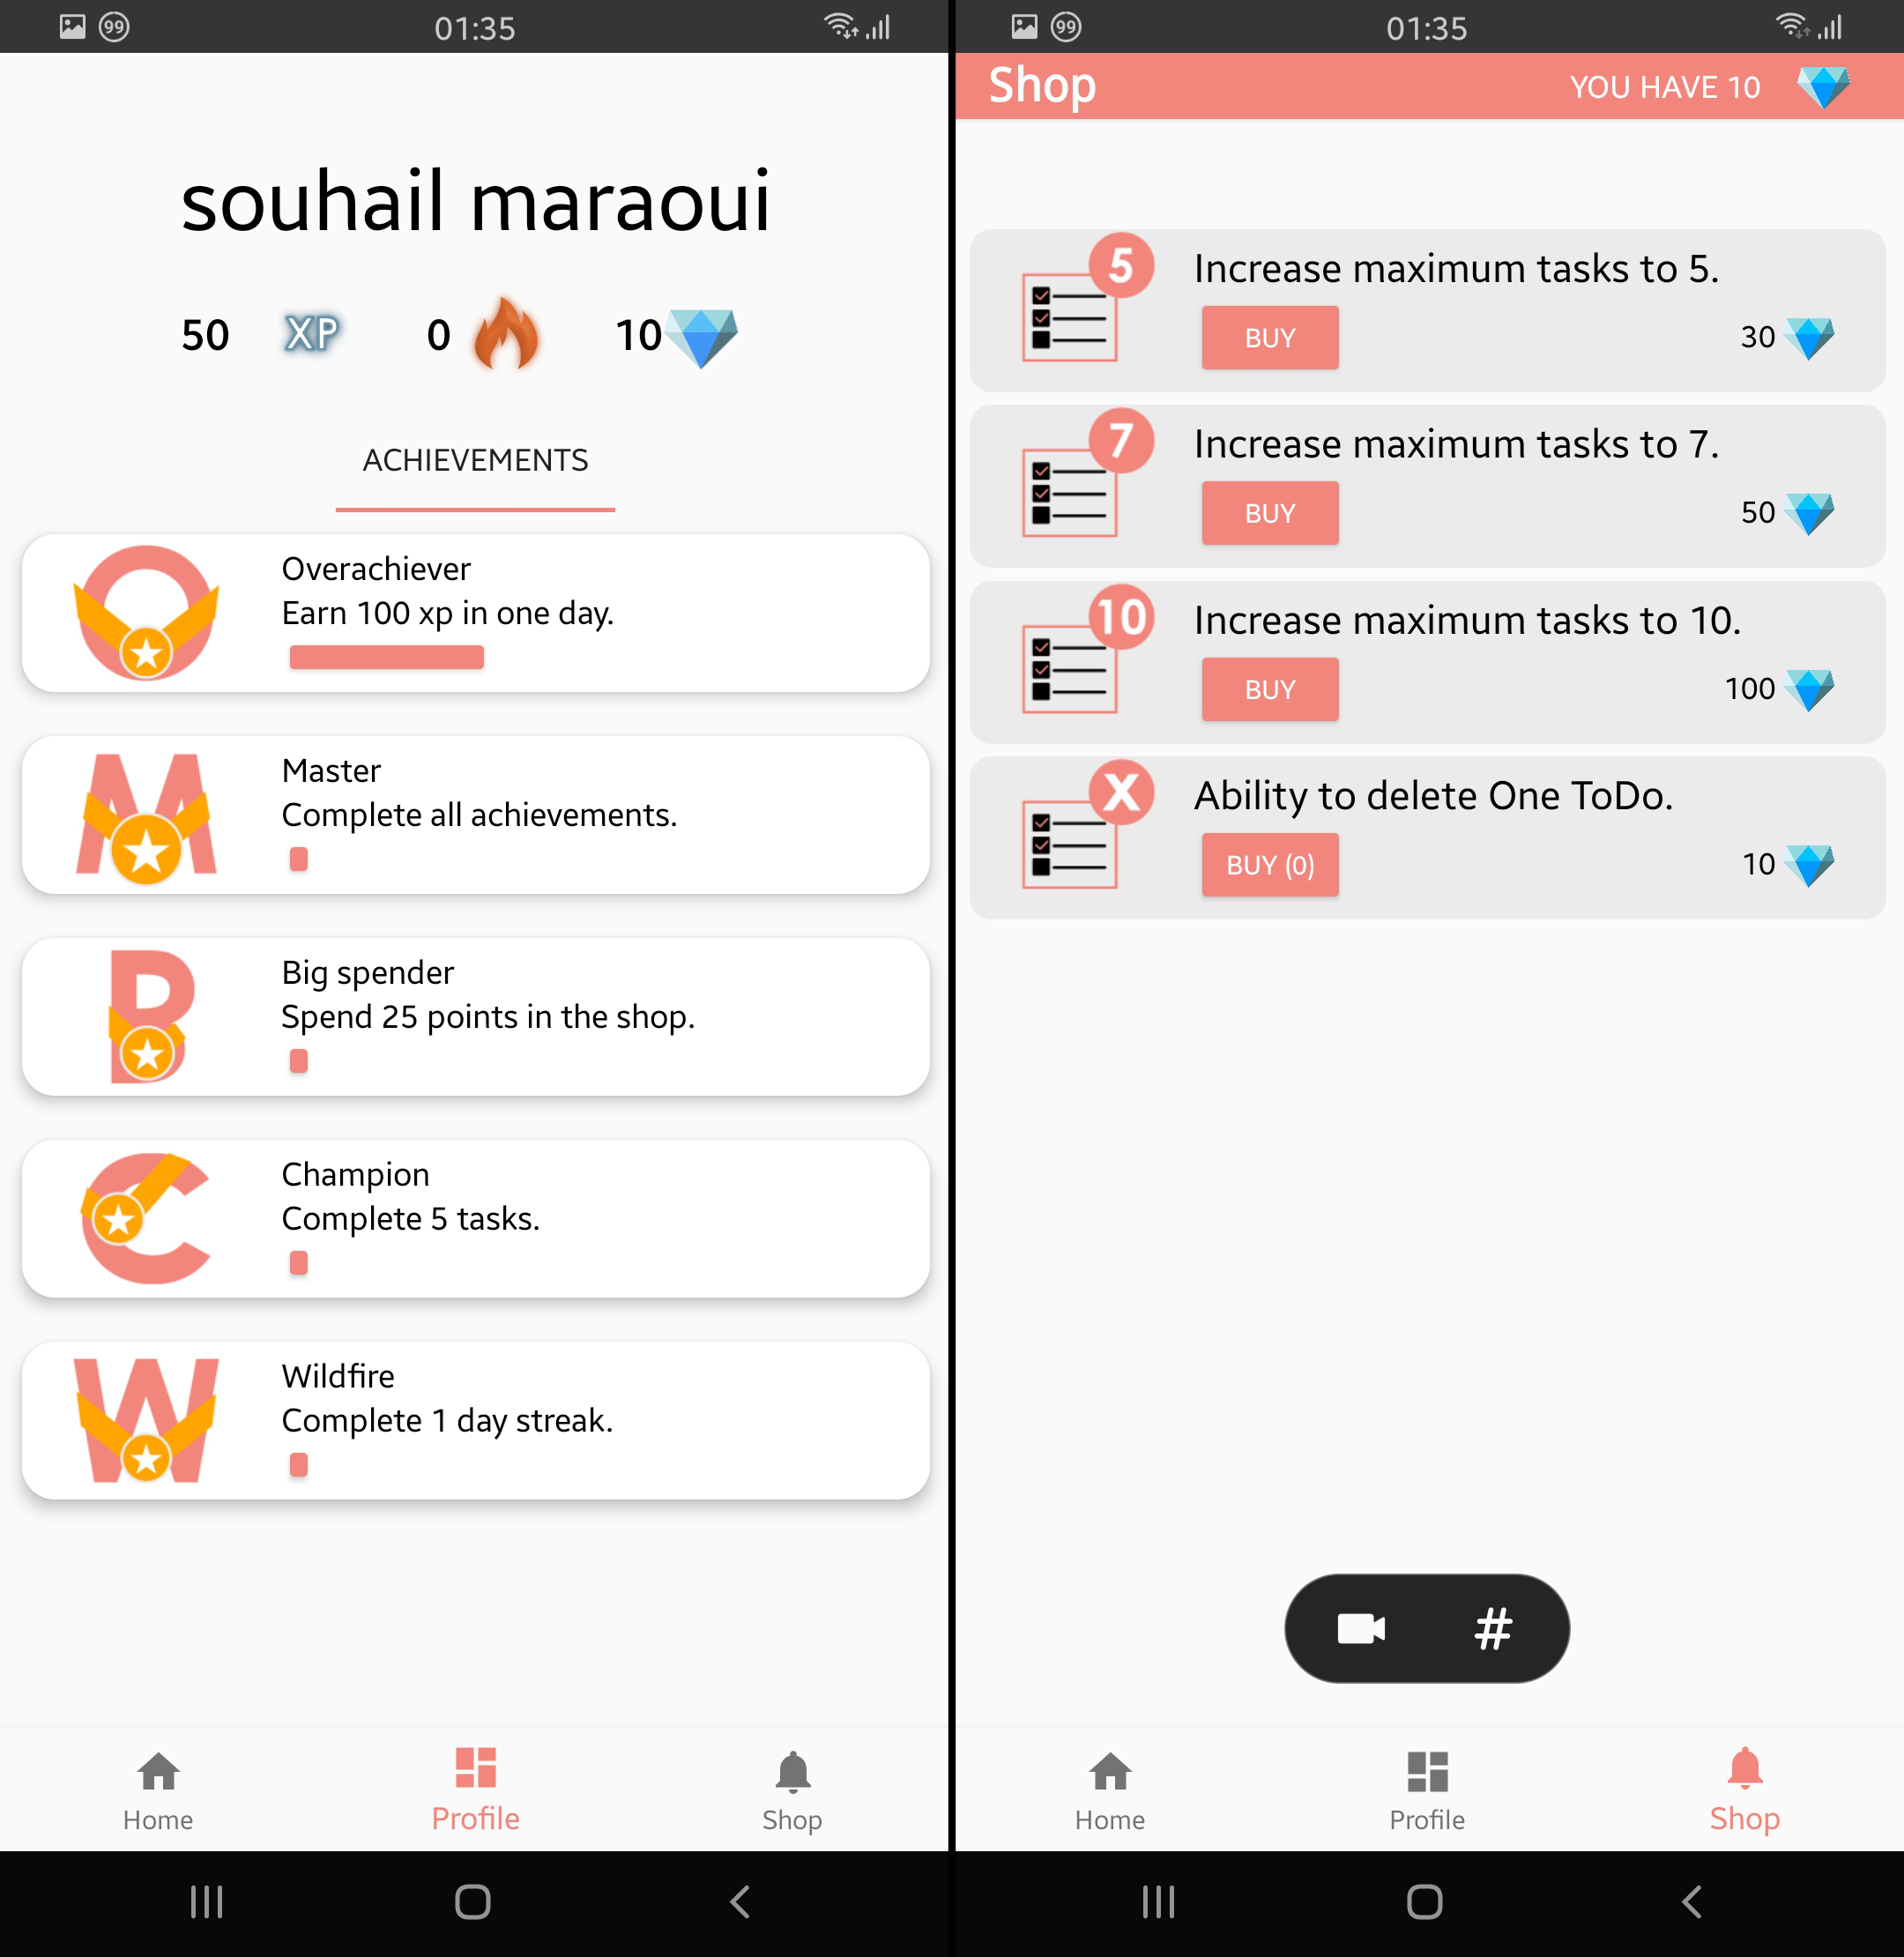 99
01:35
souhail maraoui
50 XP 0 10
ACHIEVEMENTS
Overachiever
Earn 100 xp in one day.
M
Master
Complete all achievements.
B
Big spender
Spend 25 points in the shop.
C
Champion
Complete 5 tasks.
W
Wildfire
Complete 1 day streak.
Home
Profile
Shop
99
01:35
Shop
YOU HAVE 10
5
Increase maximum tasks to 5.
BUY
30
7
Increase maximum tasks to 7.
BUY
50
10
Increase maximum tasks to 10.
BUY
100
X
Ability to delete One ToDo.
BUY (0)
10
#
Home
Profile
Shop